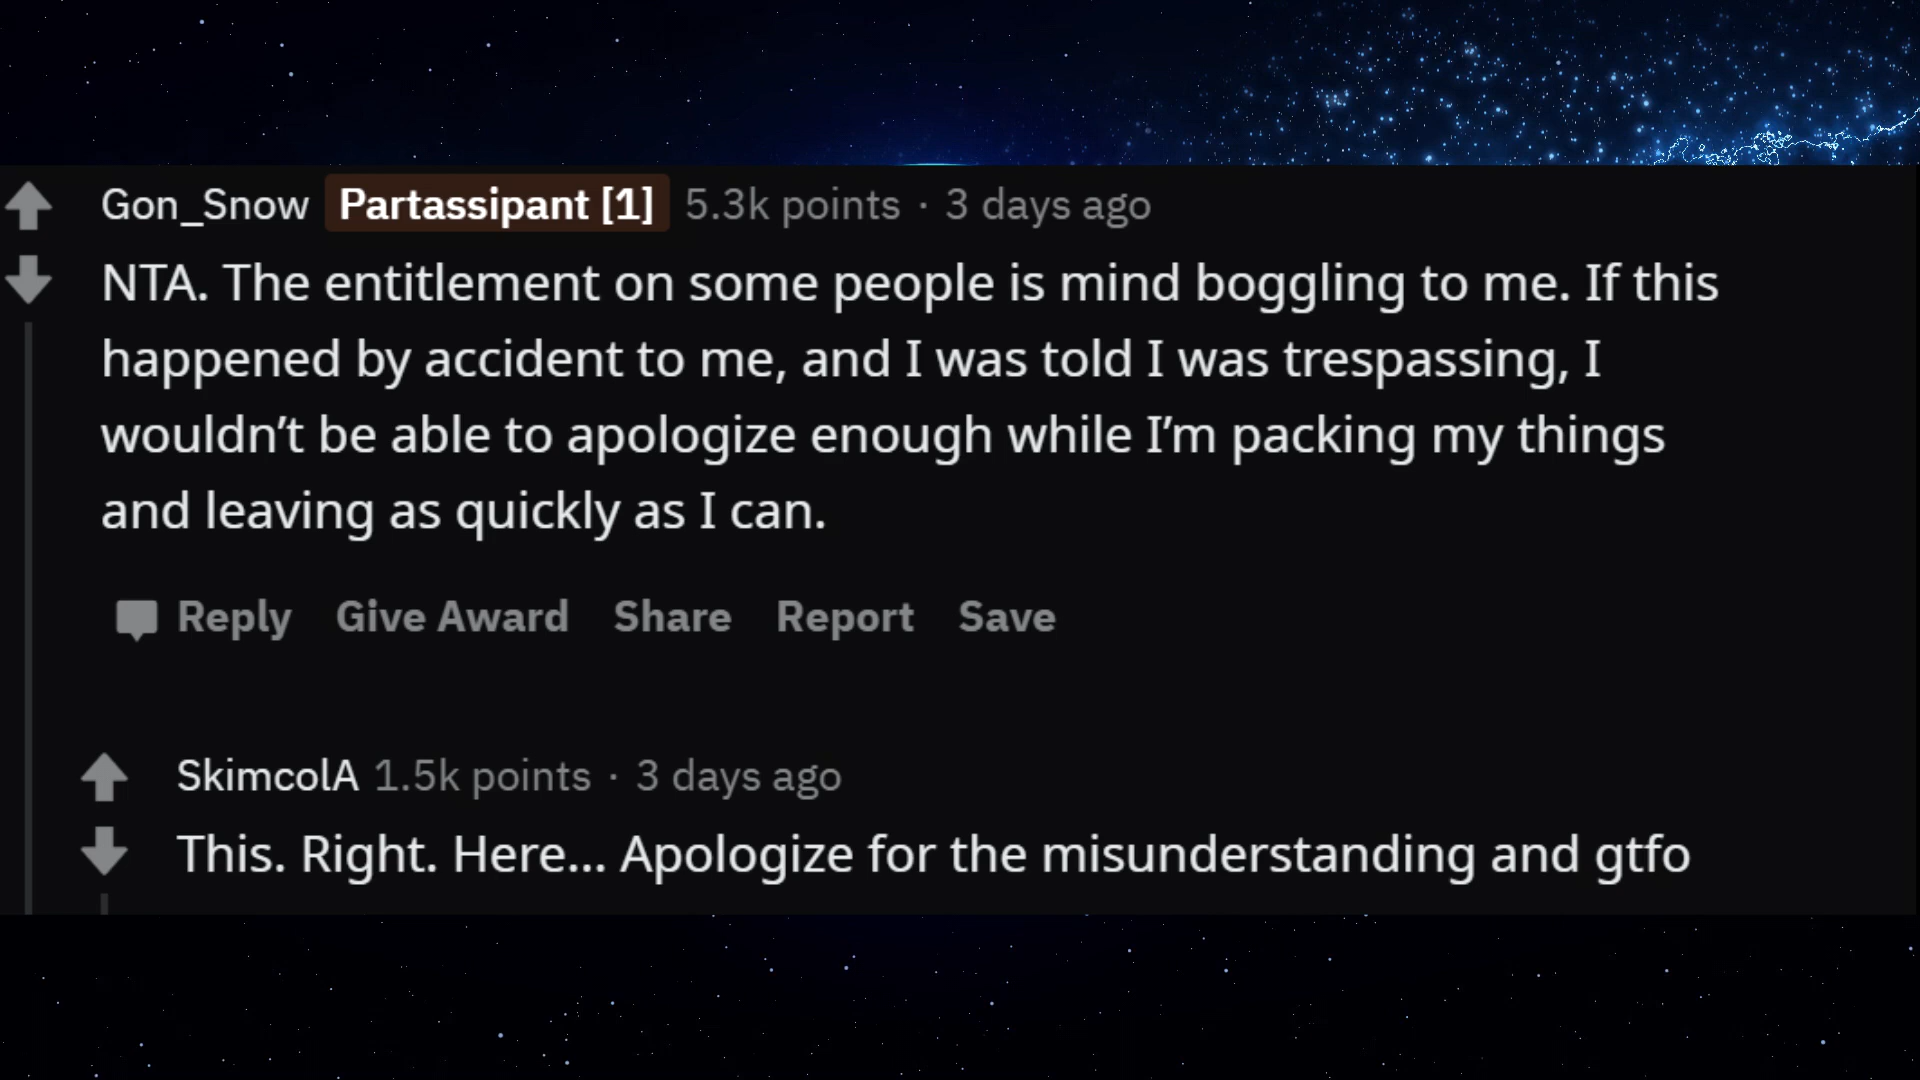 Gon_Snow Partassipant [1] 5.3k points · 3 days ago
NTA. The entitlement on some people is mind boggling to me. If this
happened by accident to me, and I was told I was trespassing, I
wouldn’t be able to apologize enough while I’m packing my things
and leaving as quickly as I can.
Reply Give Award Share Report Save
SkimcolA 1.5k points · 3 days ago
This. Right. Here... Apologize for the misunderstanding and gtfo